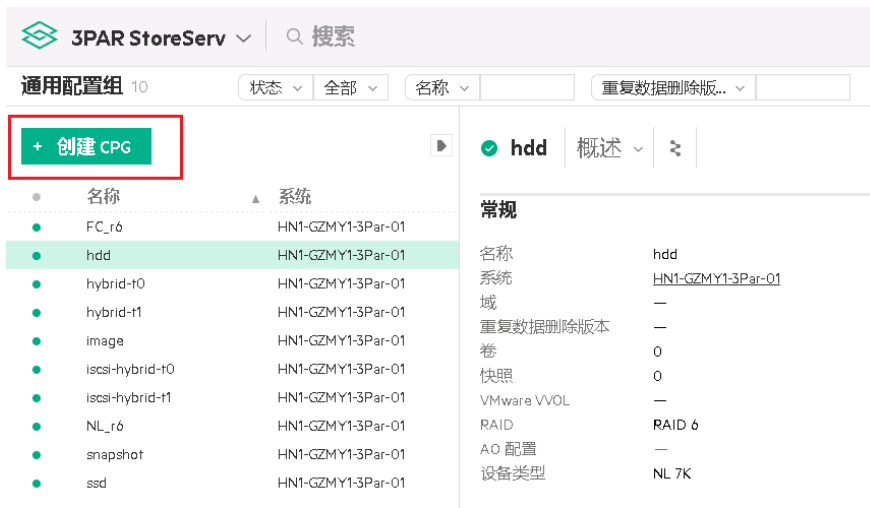 3PAR StoreServ 搜索
通用配置组 10 状态 全部 名称 重复数据删除版...
+ 创建 CPG
hdd 概述
名称 系统
FC_r6 HN1-GZMY1-3Par-01
hdd HN1-GZMY1-3Par-01
hybrid-t0 HN1-GZMY1-3Par-01
hybrid-t1 HN1-GZMY1-3Par-01
image HN1-GZMY1-3Par-01
iscsi-hybrid-t0 HN1-GZMY1-3Par-01
iscsi-hybrid-t1 HN1-GZMY1-3Par-01
NL_r6 HN1-GZMY1-3Par-01
snapshot HN1-GZMY1-3Par-01
ssd HN1-GZMY1-3Par-01
常规
名称 hdd
系统 HN1-GZMY1-3Par-01
域 —
重复数据删除版本 —
卷 0
快照 0
VMware VVOL —
RAID RAID 6
AO 配置 —
设备类型 NL 7K